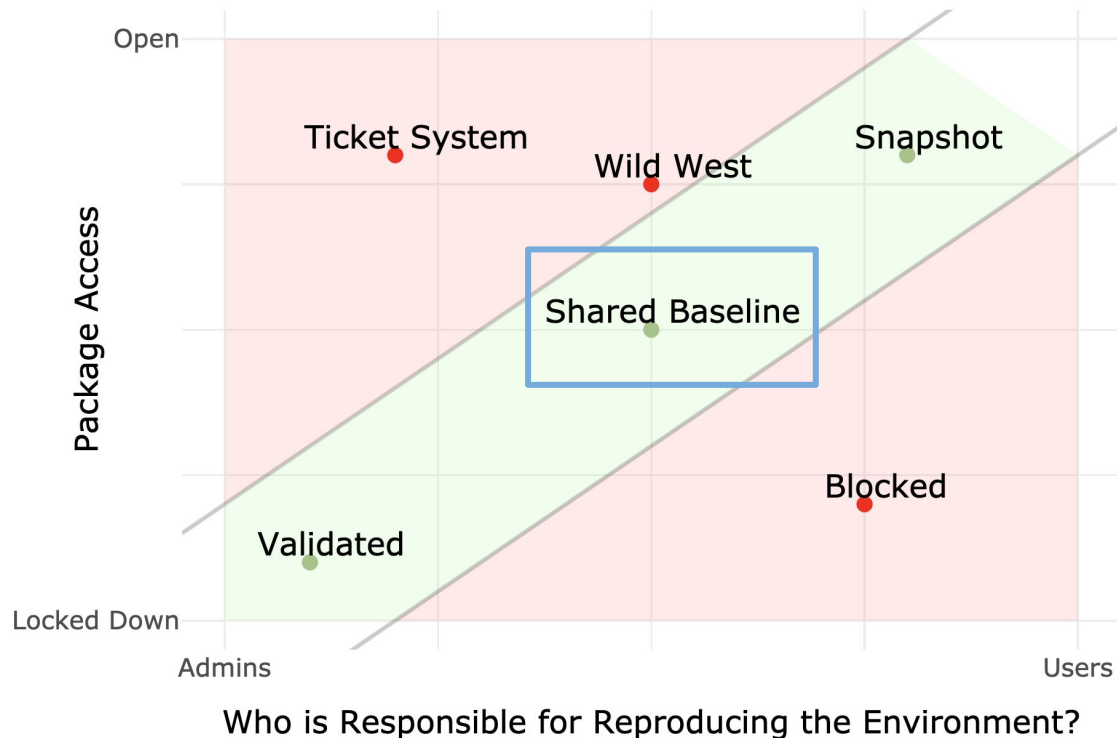 Open
Ticket System
Wild West
Snapshot
Package Access
Shared Baseline
Blocked
Validated
Locked Down
Admins
Users
Who is Responsible for Reproducing the Environment?